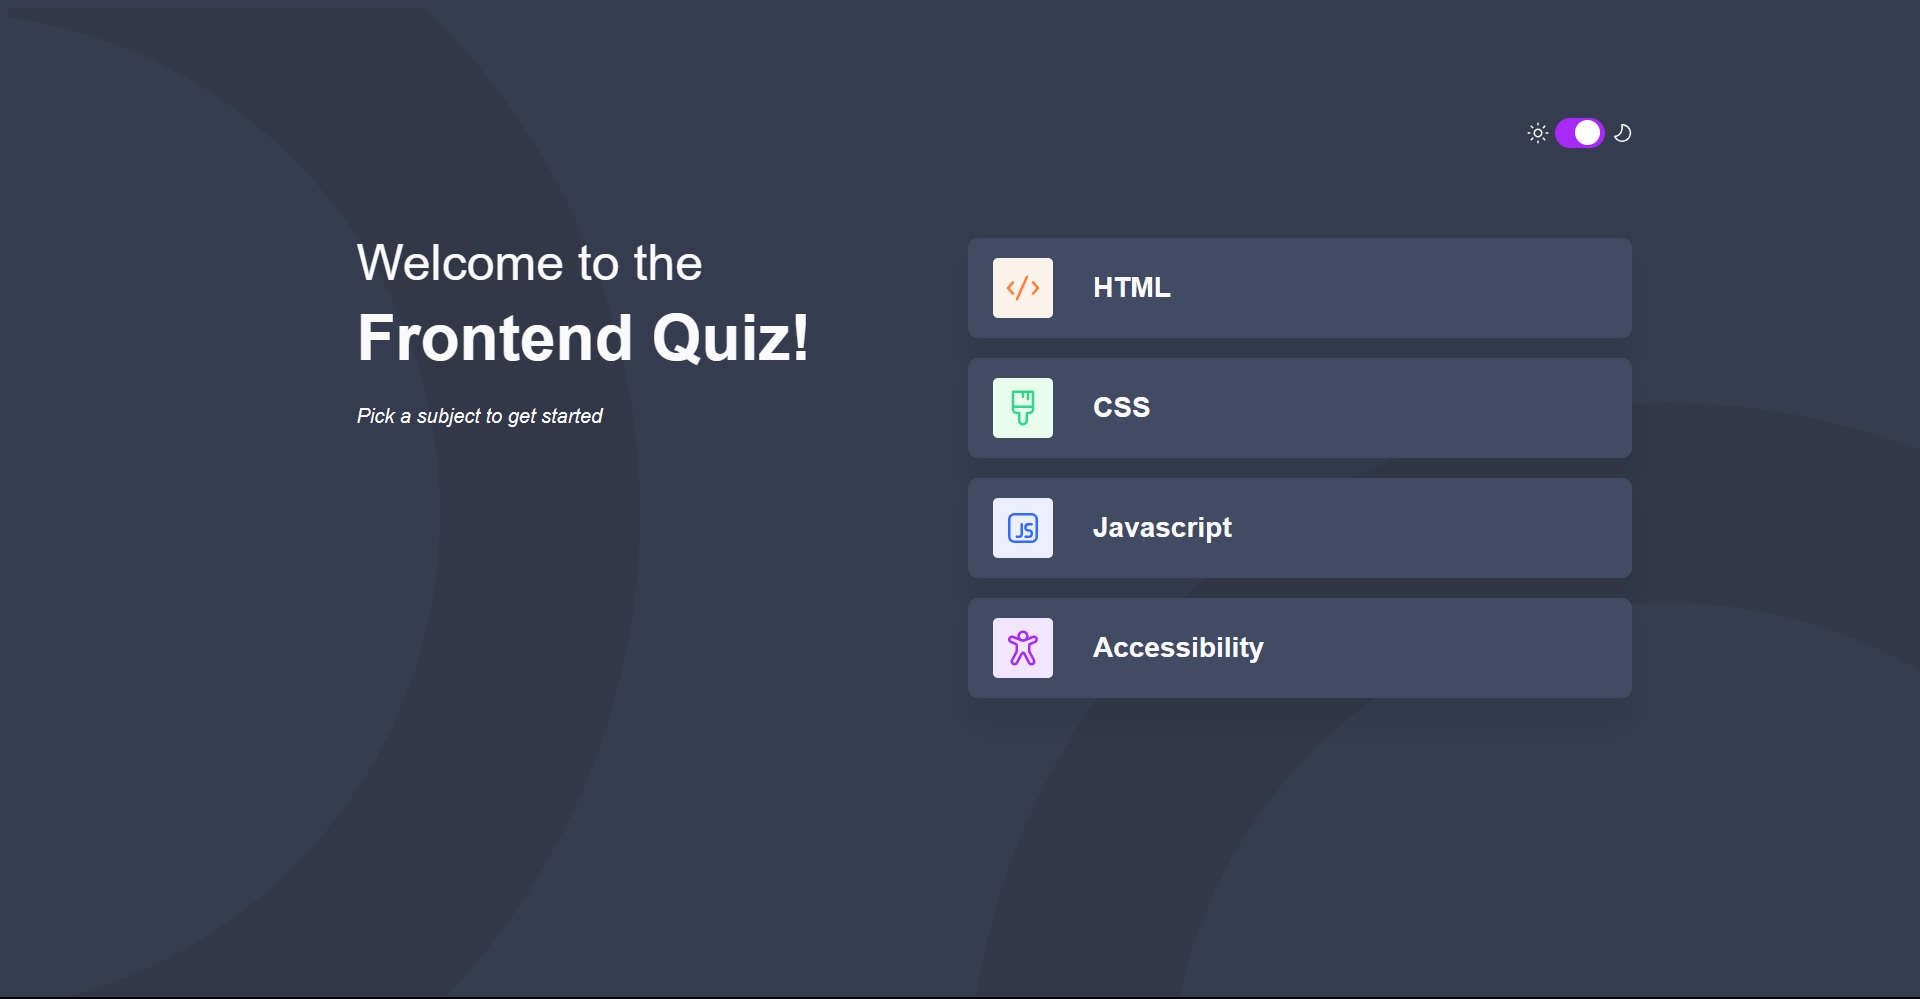 Welcome to the
Frontend Quiz!
Pick a subject to get started
HTML
CSS
JS
Javascript
Accessibility